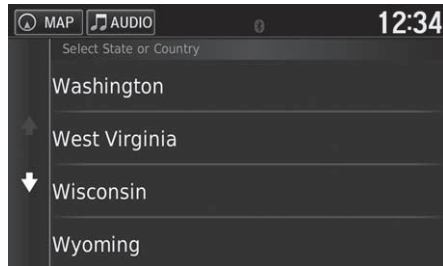 MAP AUDIO 12:34
Select State or Country
Washington
West Virginia
Wisconsin
Wyoming